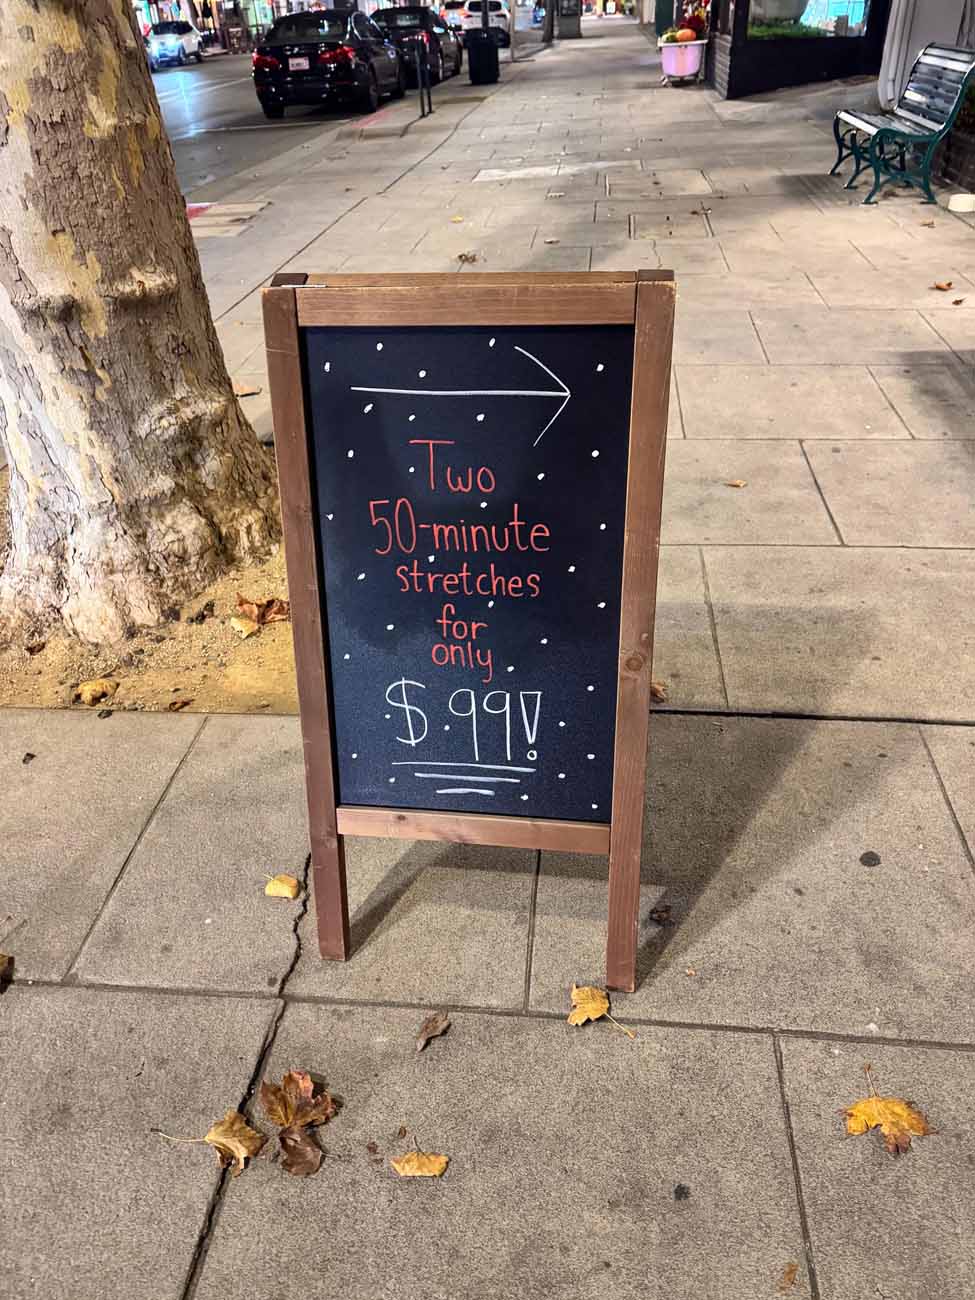 Two
50-minute
stretches
for
only
$.99!